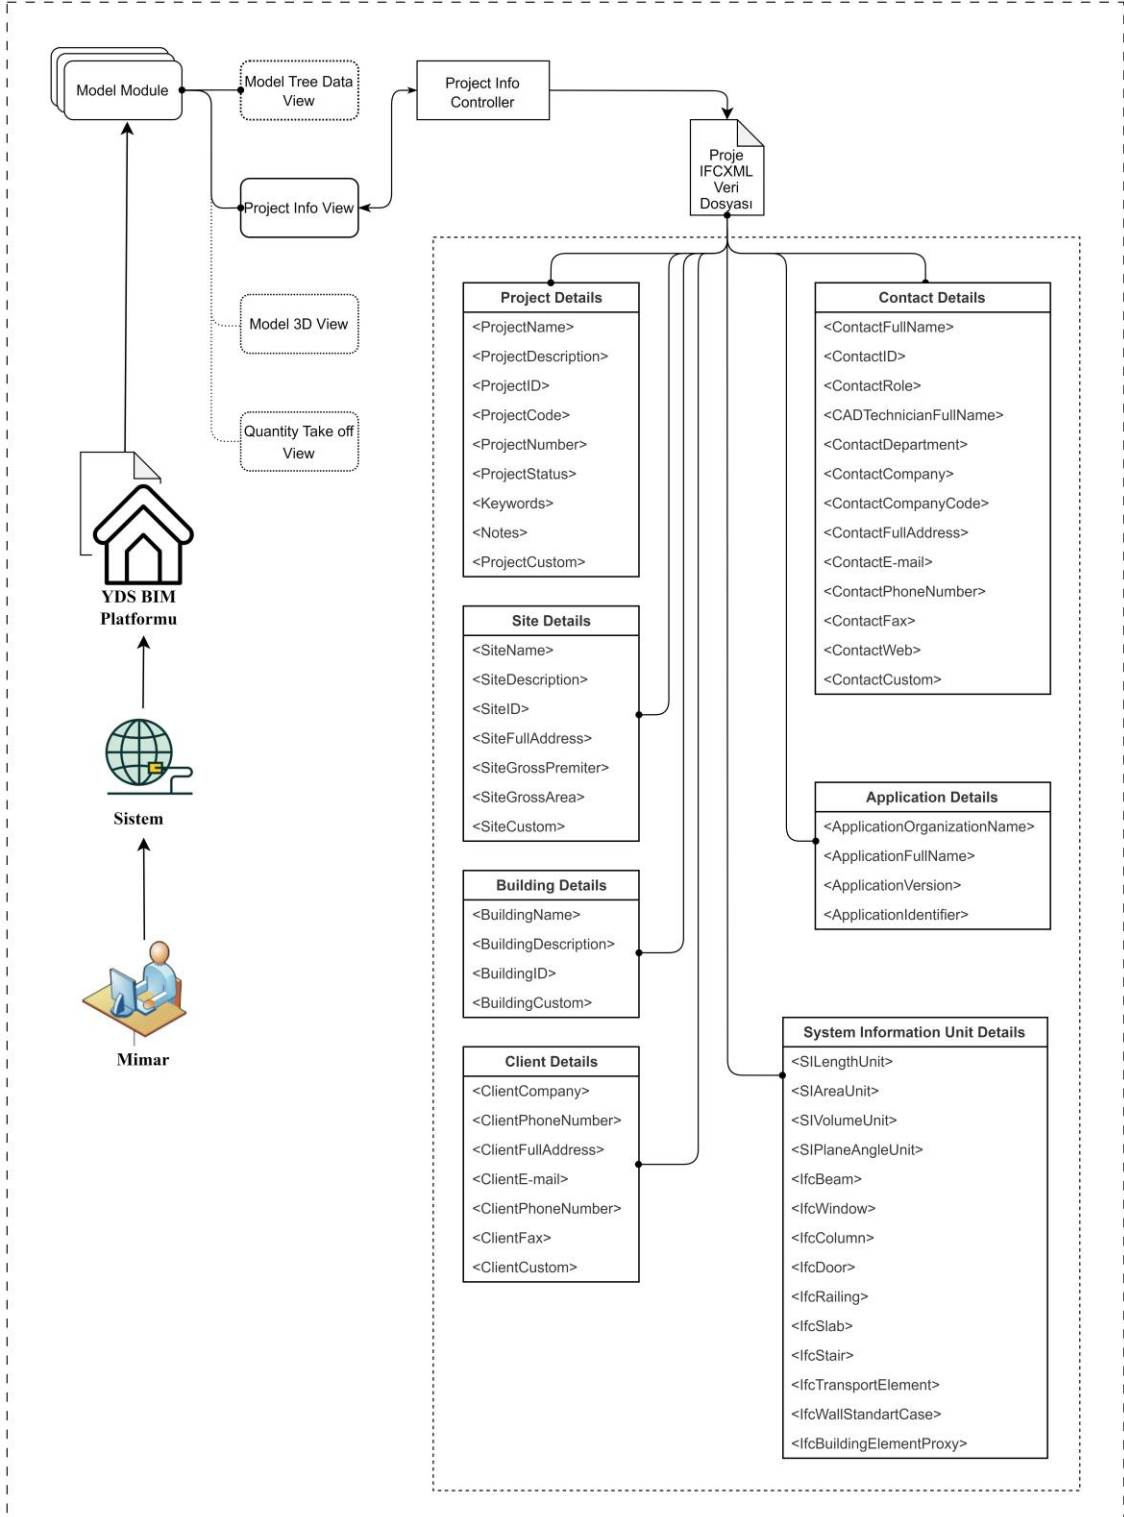 Model Module
Model Tree Data
View
Project Info View
Model 3D View
Quantity Take off
View
Project Info
Controller
Proje
IFCXML
Veri
Dosyası
YDS BIM
Platformu
Sistem
Mimar
Project Details
<ProjectName>
<ProjectDescription>
<ProjectID>
<ProjectCode>
<ProjectNumber>
<ProjectStatus>
<Keywords>
<Notes>
<ProjectCustom>
Site Details
<SiteName>
<SiteDescription>
<SiteID>
<SiteFullAddress>
<SiteGrossPremiter>
<SiteGrossArea>
<SiteCustom>
Building Details
<BuildingName>
<BuildingDescription>
<BuildingID>
<BuildingCustom>
Client Details
<ClientCompany>
<ClientPhoneNumber>
<ClientFullAddress>
<ClientE-mail>
<ClientPhoneNumber>
<ClientFax>
<ClientCustom>
Contact Details
<ContactFullName>
<ContactID>
<ContactRole>
<CADTechnicianFullName>
<ContactDepartment>
<ContactCompany>
<ContactCompanyCode>
<ContactFullAddress>
<ContactE-mail>
<ContactPhoneNumber>
<ContactFax>
<ContactWeb>
<ContactCustom>
Application Details
<ApplicationOrganizationName>
<ApplicationFullName>
<ApplicationVersion>
<ApplicationIdentifier>
System Information Unit Details
<SILengthUnit>
<SIAreaUnit>
<SIVolumeUnit>
<SIPlaneAngleUnit>
<IfcBeam>
<IfcWindow>
<IfcColumn>
<IfcDoor>
<IfcRailing>
<IfcSlab>
<IfcStair>
<IfcTransportElement>
<IfcWallStandartCase>
<IfcBuildingElementProxy>